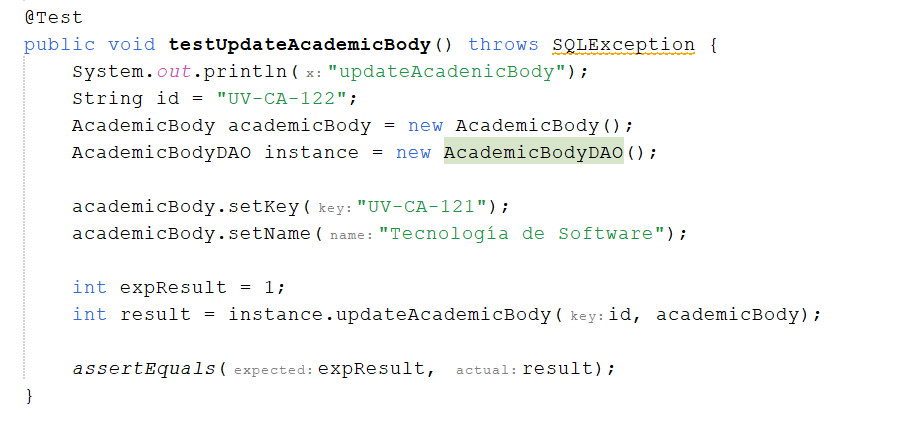 @Test
public void testUpdateAcademicBody() throws SQLException {
System.out.println( x: "updateAcadenicBody");
String id = "UV-CA-122";
AcademicBody academicBody = new AcademicBody();
AcademicBodyDAO instance = new AcademicBodyDAO();
academicBody.setKey( key: "UV-CA-121");
academicBody.setName( name: "Tecnología de Software");
int expResult = 1;
int result = instance.updateAcademicBody( key: id, academicBody);
assertEquals( expected: expResult, actual: result);
}